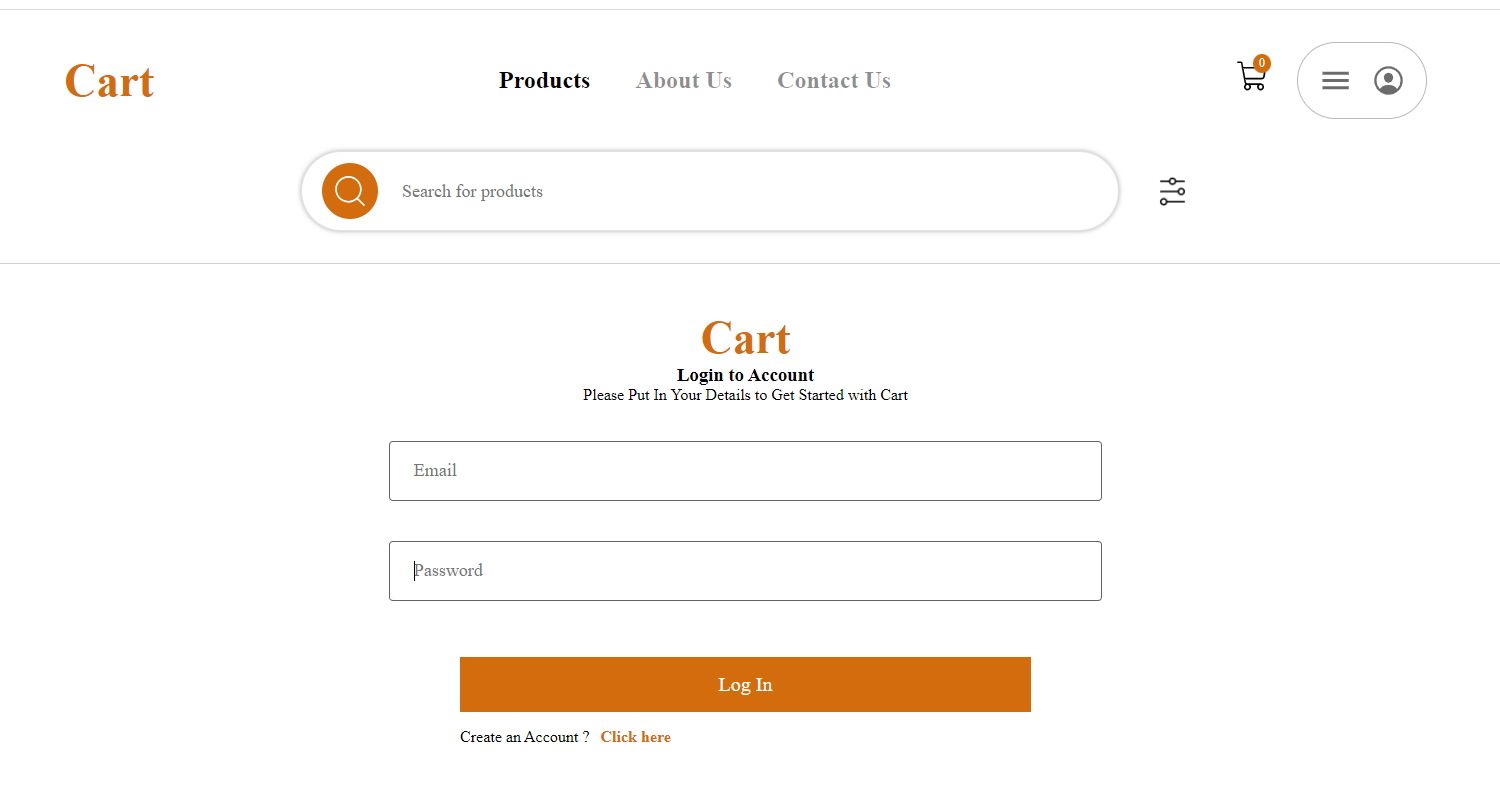 Cart
Products About Us Contact Us
0
Search for products
Cart
Login to Account
Please Put In Your Details to Get Started with Cart
Email
Password
Log In
Create an Account ? Click here